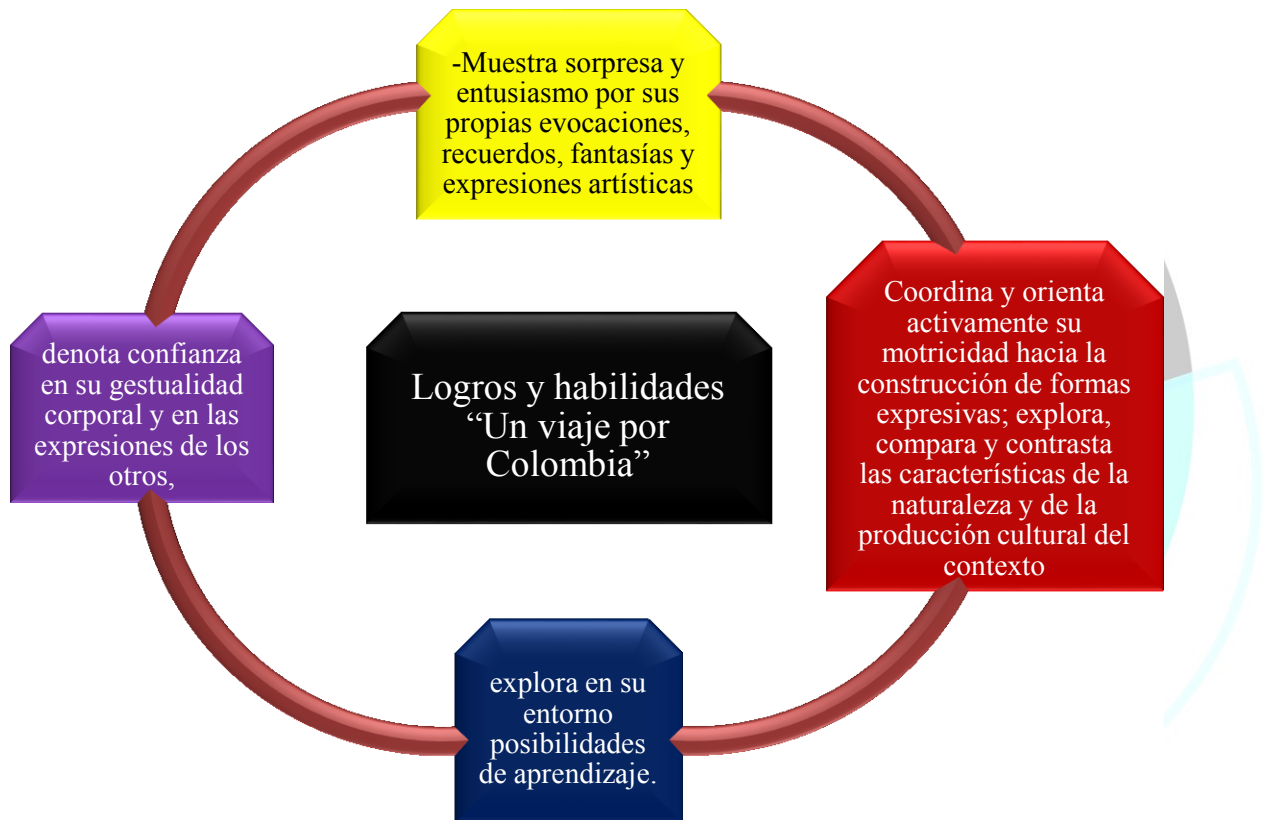 -Muestra sorpresa y
entusiasmo por sus
propias evocaciones,
recuerdos, fantasías y
expresiones artísticas
Coordina y orienta
activamente su
motricidad hacia la
construcción de formas
expresivas; explora,
compara y contrasta
las características de la
naturaleza y de la
producción cultural del
contexto
explora en su
entorno
posibilidades
de aprendizaje.
denota confianza
en su gestualidad
corporal y en las
expresiones de los
otros,
Logros y habilidades
“Un viaje por
Colombia”